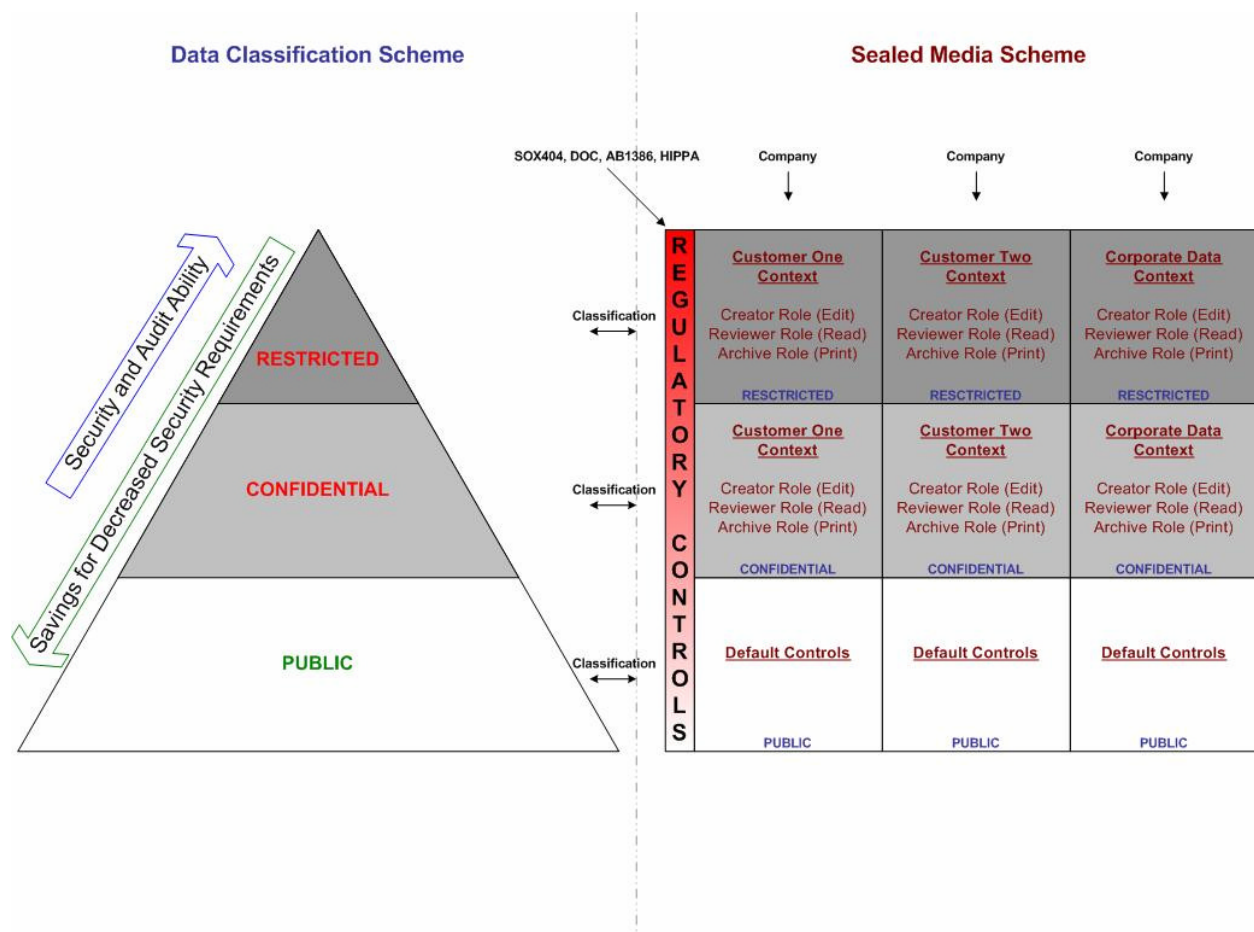 Data Classification Scheme
Sealed Media Scheme
SOX404, DOC, AB1386, HIPPA
Company
Company
Company
Security and Audit Ability
Savings for Decreased Security Requirements
RESTRICTED
CONFIDENTIAL
PUBLIC
Classification
Classification
Classification
REGULATORY CONTROLS
Customer One
Context
Creator Role (Edit)
Reviewer Role (Read)
Archive Role (Print)
RESCTRICTED
Customer Two
Context
Creator Role (Edit)
Reviewer Role (Read)
Archive Role (Print)
RESCTRICTED
Corporate Data
Context
Creator Role (Edit)
Reviewer Role (Read)
Archive Role (Print)
RESCTRICTED
Customer One
Context
Creator Role (Edit)
Reviewer Role (Read)
Archive Role (Print)
CONFIDENTIAL
Customer Two
Context
Creator Role (Edit)
Reviewer Role (Read)
Archive Role (Print)
CONFIDENTIAL
Corporate Data
Context
Creator Role (Edit)
Reviewer Role (Read)
Archive Role (Print)
CONFIDENTIAL
Default Controls
PUBLIC
Default Controls
PUBLIC
Default Controls
PUBLIC